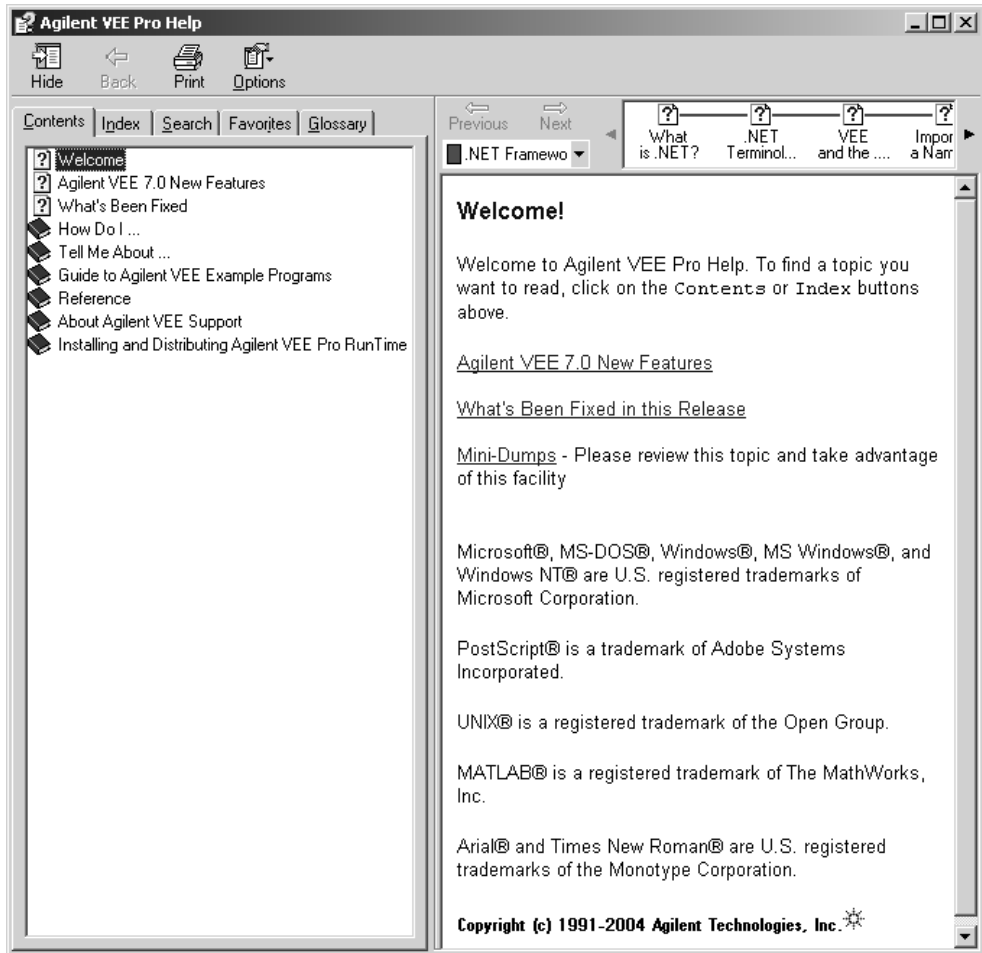 Agilent VEE Pro Help
Hide Back Print Options
Contents Index Search Favorites Glossary
Welcome
Agilent VEE 7.0 New Features
What's Been Fixed
How Do I ...
Tell Me About ...
Guide to Agilent VEE Example Programs
Reference
About Agilent VEE Support
Installing and Distributing Agilent VEE Pro RunTime
Previous Next
.NET Framewo
What is .NET?
.NET Terminol...
VEE and the ....
Impor a Nam
Welcome!
Welcome to Agilent VEE Pro Help. To find a topic you
want to read, click on the Contents or Index buttons
above.
Agilent VEE 7.0 New Features
What's Been Fixed in this Release
Mini-Dumps - Please review this topic and take advantage
of this facility
Microsoft®, MS-DOS®, Windows®, MS Windows®, and
Windows NT® are U.S. registered trademarks of
Microsoft Corporation.
PostScript® is a trademark of Adobe Systems
Incorporated.
UNIX® is a registered trademark of the Open Group.
MATLAB® is a registered trademark of The MathWorks,
Inc.
Arial® and Times New Roman® are U.S. registered
trademarks of the Monotype Corporation.
Copyright (c) 1991-2004 Agilent Technologies, Inc.